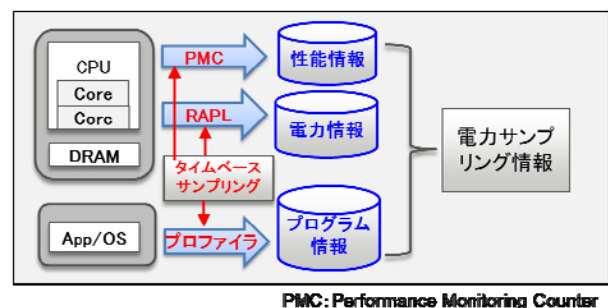 CPU
Core
Core
DRAM
App/OS
PMC
RAPL
タイムベース
サンプリング
プロファイラ
性能情報
電力情報
プログラム
情報
電力サンプ
リング情報
PMC：Performance Monitoring Counter